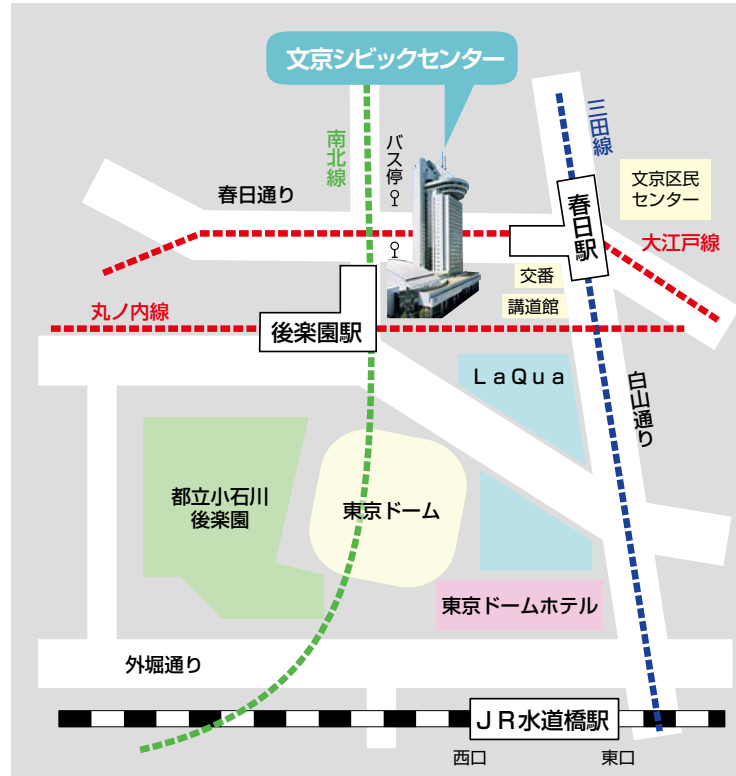 文京シビックセンター
南北線
バス停
三田線
春日通り
文京区民
センター
春日駅
大江戸線
交番
講道館
丸ノ内線
後楽園駅
ＬａＱｕａ
白山通り
都立小石川
後楽園
東京ドーム
東京ドームホテル
外堀通り
ＪＲ水道橋駅
西口
東口